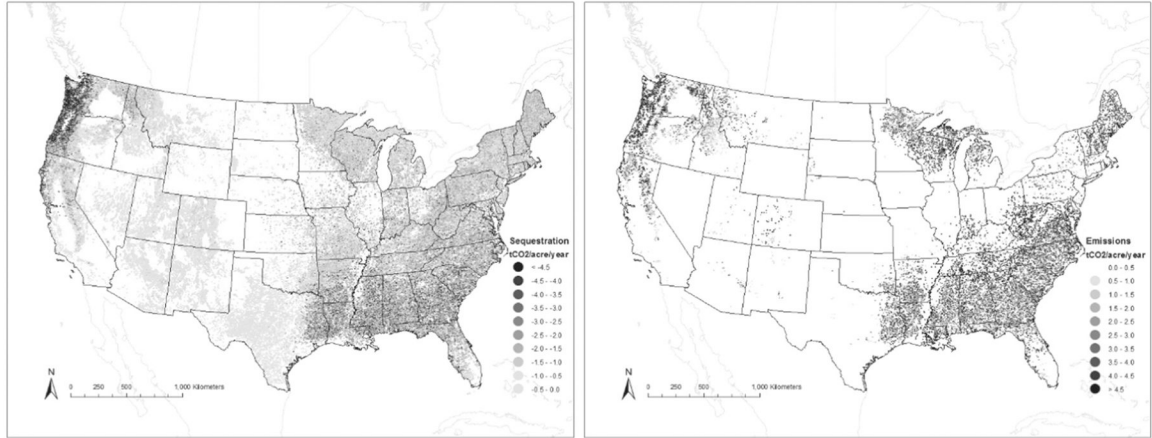 Sequestration
tCO2/acre/year
< -4.5
-4.5 - -4.0
-4.0 - -3.5
-3.5 - -3.0
-3.0 - -2.5
-2.5 - -2.0
-2.0 - -1.5
-1.5 - -1.0
-1.0 - -0.5
-0.5 - 0.0
N
0 250 500 1,000 Kilometers
Emissions
tCO2/acre/year
0.0 - 0.5
0.5 - 1.0
1.0 - 1.5
1.5 - 2.0
2.0 - 2.5
2.5 - 3.0
3.0 - 3.5
3.5 - 4.0
4.0 - 4.5
> 4.5
N
0 250 500 1,000 Kilometers